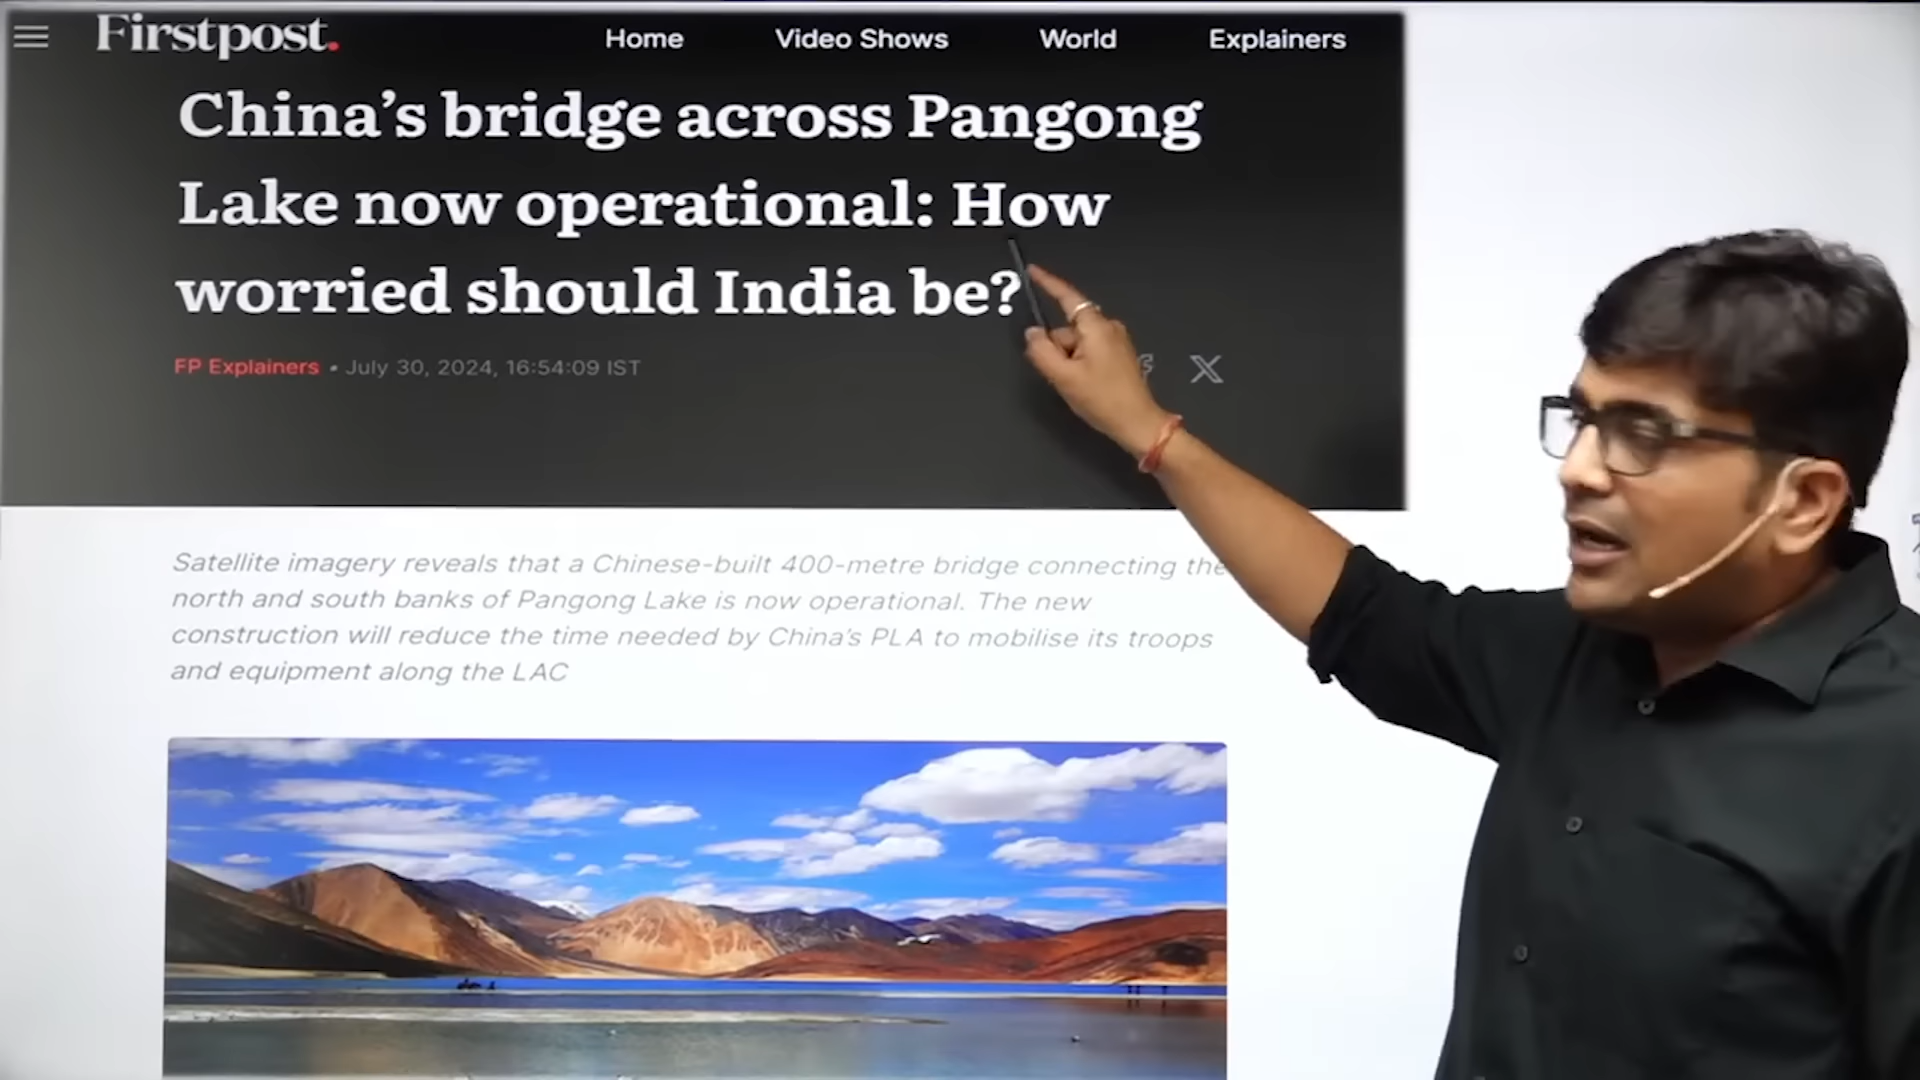 Firstpost.
Home Video Shows World Explainers
China's bridge across Pangong
Lake now operational: How
worried should India be?
FP Explainers • July 30, 2024, 16:54:09 IST
Satellite imagery reveals that a Chinese-built 400-metre bridge connecting the
north and south banks of Pangong Lake is now operational. The new
construction will reduce the time needed by China's PLA to mobilise its troops
and equipment along the LAC